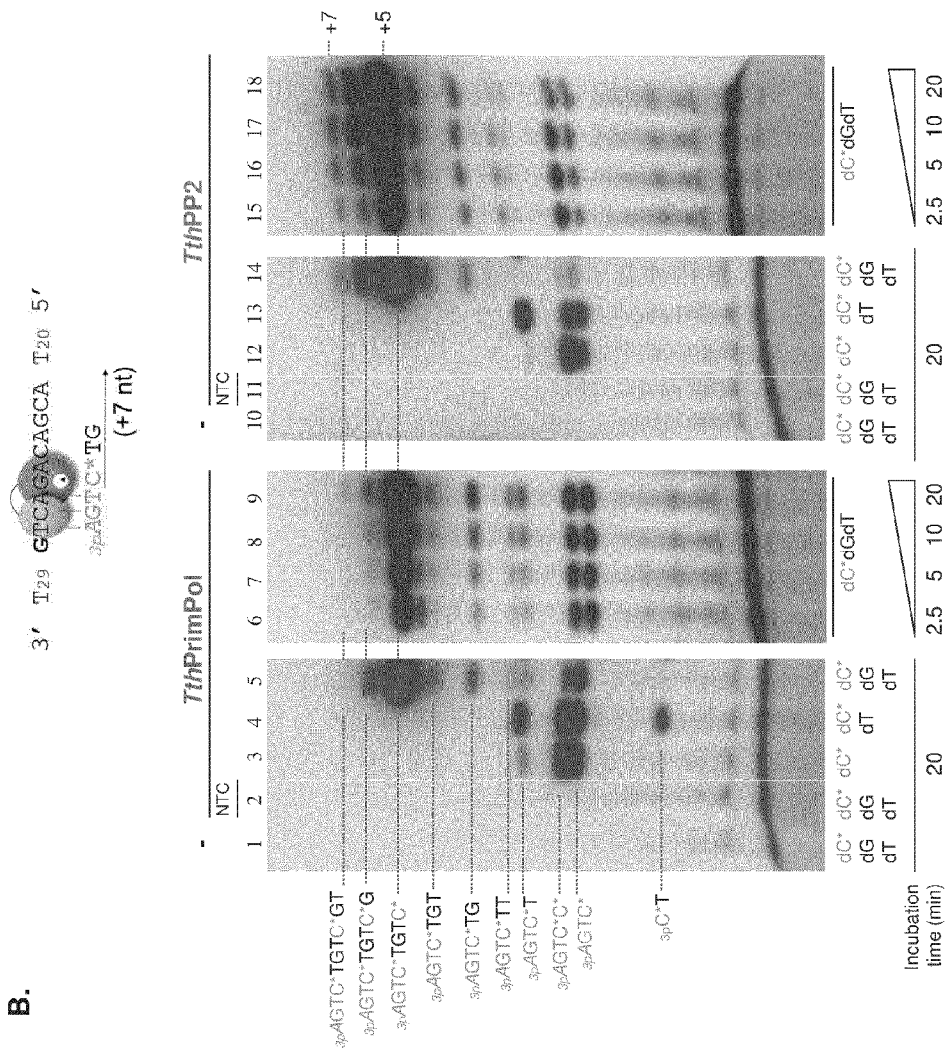 B.
3′ T29 GTCAGACAGCA T20 5′
3pAGTC*TG
(+7 nt)
TthPrimPol TthPP2
- NTC - NTC
1 2 3 4 5 6 7 8 9 10 11 12 13 14 15 16 17 18
3pAGTC*TGTC*GT
+7
3pAGTC*TGTC*G
3pAGTC*TGTC*
+5
3pAGTC*TGT
3pAGTC*TG
3pAGTC*TT
3pAGTC*T
3pAGTC*C*
3pAGTC*
3pC*T
dC* dC* dC* dC* dC* dC*dGdT dC* dC* dC* dC* dC* dC*dGdT
dG dG dT dG dG dG dT dG
dT dT dT dT dT dT
Incubation
time (min) 20 2.5 5 10 20 20 2.5 5 10 20